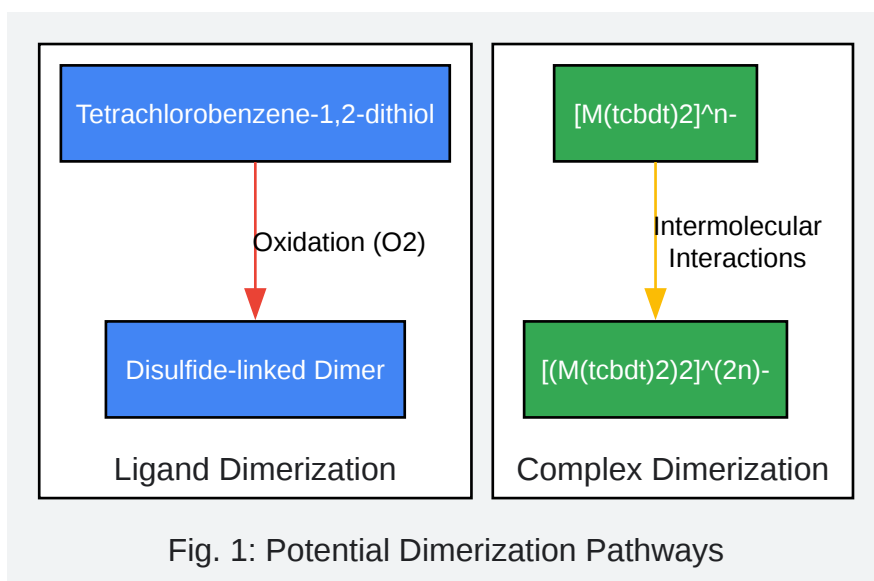 Tetrachlorobenzene-1,2-dithiol
Oxidation (O2)
Disulfide-linked Dimer
Ligand Dimerization
[M(tcbdt)2]^n-
Intermolecular
Interactions
[(M(tcbdt)2)2]^(2n)-
Complex Dimerization
Fig. 1: Potential Dimerization Pathways